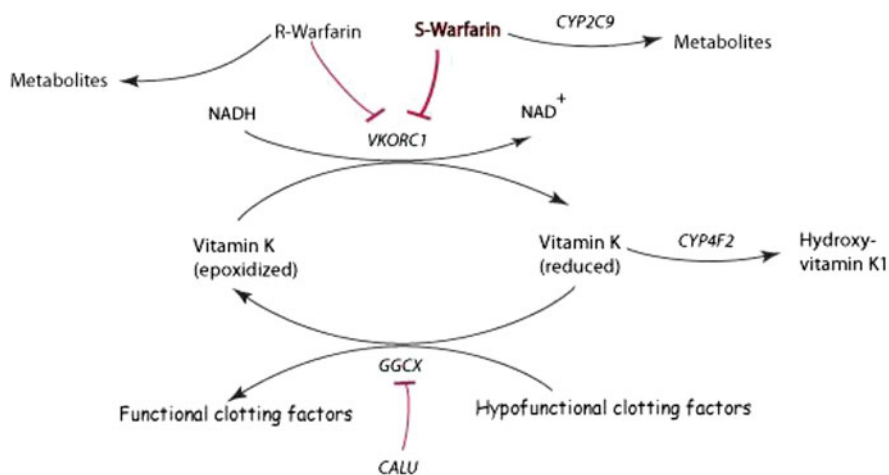 R-Warfarin
S-Warfarin
CYP2C9
Metabolites
Metabolites
NADH
NAD+
VKORC1
Vitamin K
(epoxidized)
Vitamin K
(reduced)
CYP4F2
Hydroxy-
vitamin K1
GGCX
Functional clotting factors
Hypofunctional clotting factors
CALU